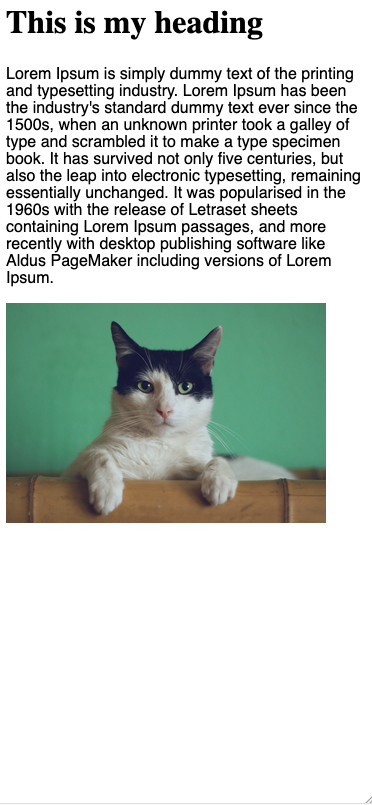 This is my heading
Lorem Ipsum is simply dummy text of the printing
and typesetting industry. Lorem Ipsum has been
the industry's standard dummy text ever since the
1500s, when an unknown printer took a galley of
type and scrambled it to make a type specimen
book. It has survived not only five centuries, but
also the leap into electronic typesetting, remaining
essentially unchanged. It was popularised in the
1960s with the release of Letraset sheets
containing Lorem Ipsum passages, and more
recently with desktop publishing software like
Aldus PageMaker including versions of Lorem
Ipsum.